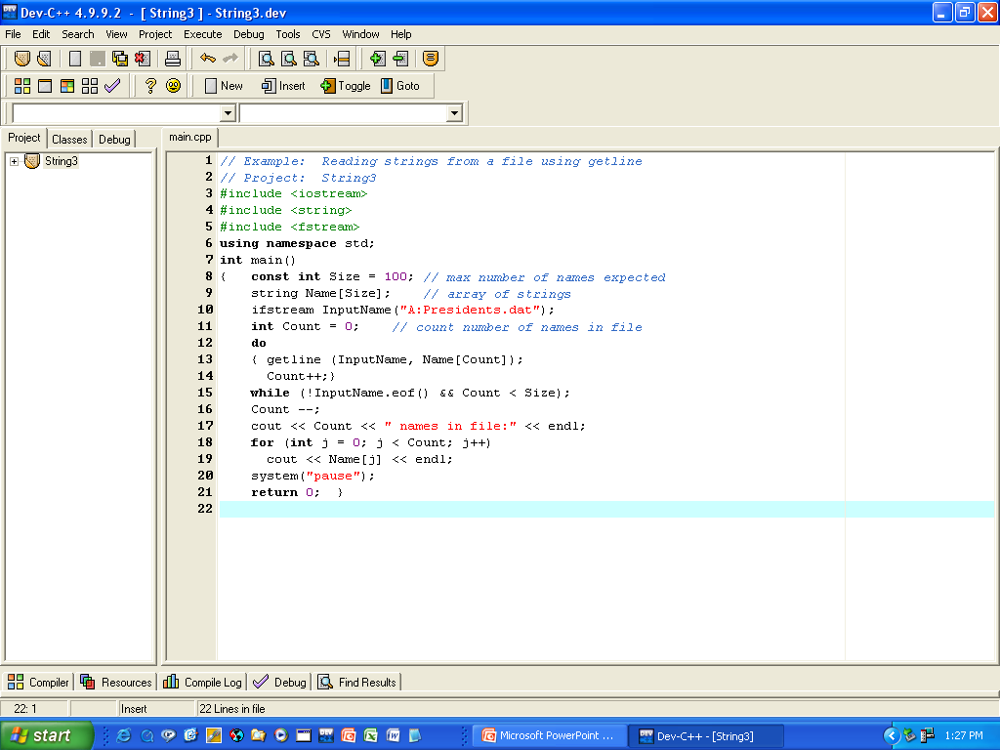 Dev-C++ 4.9.9.2 - [ String3 ] - String3.dev
File Edit Search View Project Execute Debug Tools CVS Window Help
New Insert Toggle Goto
Project Classes Debug
main.cpp
String3
1 // Example:  Reading strings from a file using getline
2 // Project:  String3
3 #include <iostream>
4 #include <string>
5 #include <fstream>
6 using namespace std;
7 int main()
8 {   const int Size = 100; // max number of names expected
9     string Name[Size];    // array of strings
10     ifstream InputName("A:Presidents.dat");
11     int Count = 0;    // count number of names in file
12     do
13     { getline (InputName, Name[Count]);
14       Count++;}
15     while (!InputName.eof() && Count < Size);
16     Count --;
17     cout << Count << " names in file:" << endl;
18     for (int j = 0; j < Count; j++)
19       cout << Name[j] << endl;
20     system("pause");
21     return 0;  }
22
Compiler Resources Compile Log Debug Find Results
22: 1 Insert 22 Lines in file
start Microsoft PowerPoint ... Dev-C++ - [String3] 1:27 PM